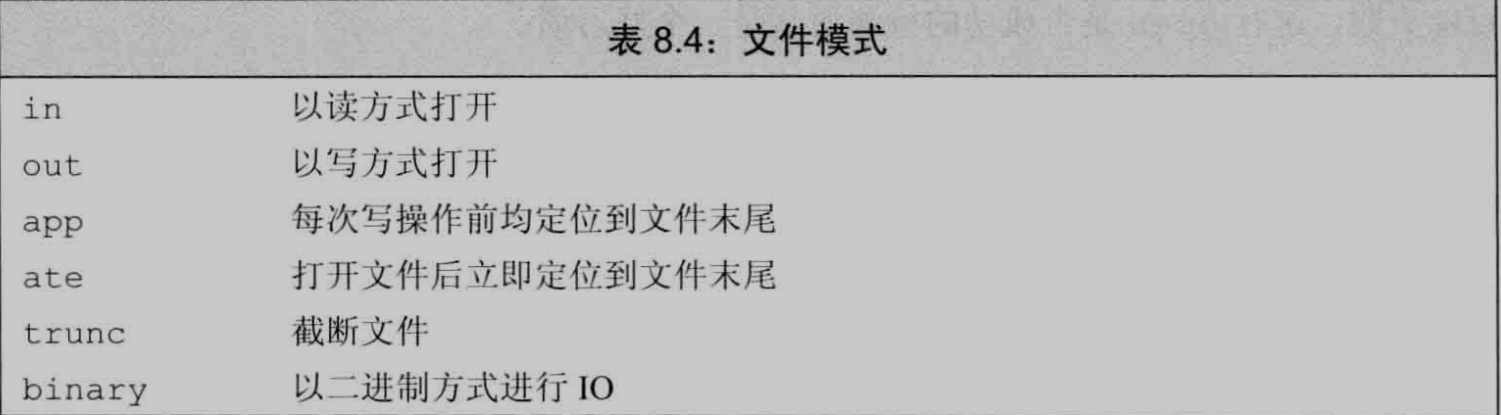 表 8.4：文件模式
in 以读方式打开
out 以写方式打开
app 每次写操作前均定位到文件末尾
ate 打开文件后立即定位到文件末尾
trunc 截断文件
binary 以二进制方式进行 IO